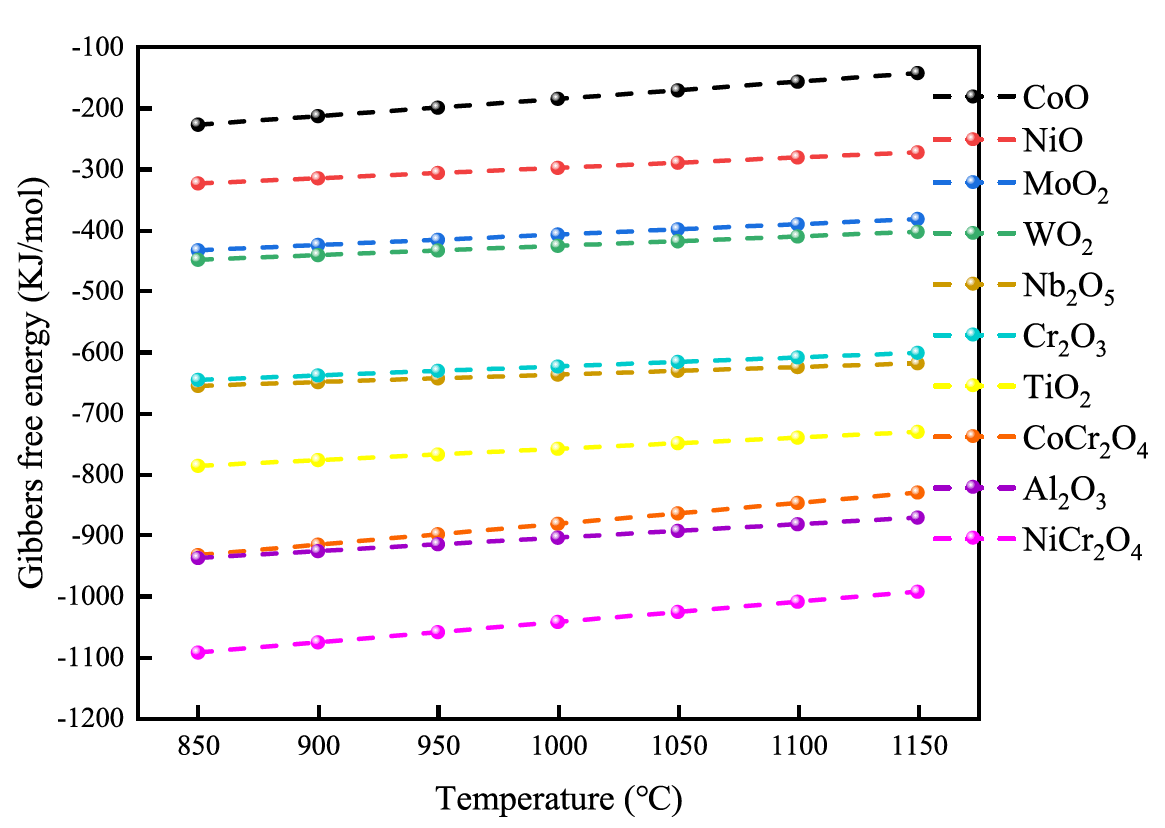 -100
-200
-300
-400
-500
-600
-700
-800
-900
-1000
-1100
-1200
Gibbers free energy (KJ/mol)
850 900 950 1000 1050 1100 1150
Temperature (℃)
CoO
NiO
MoO₂
WO₂
Nb₂O₅
Cr₂O₃
TiO₂
CoCr₂O₄
Al₂O₃
NiCr₂O₄